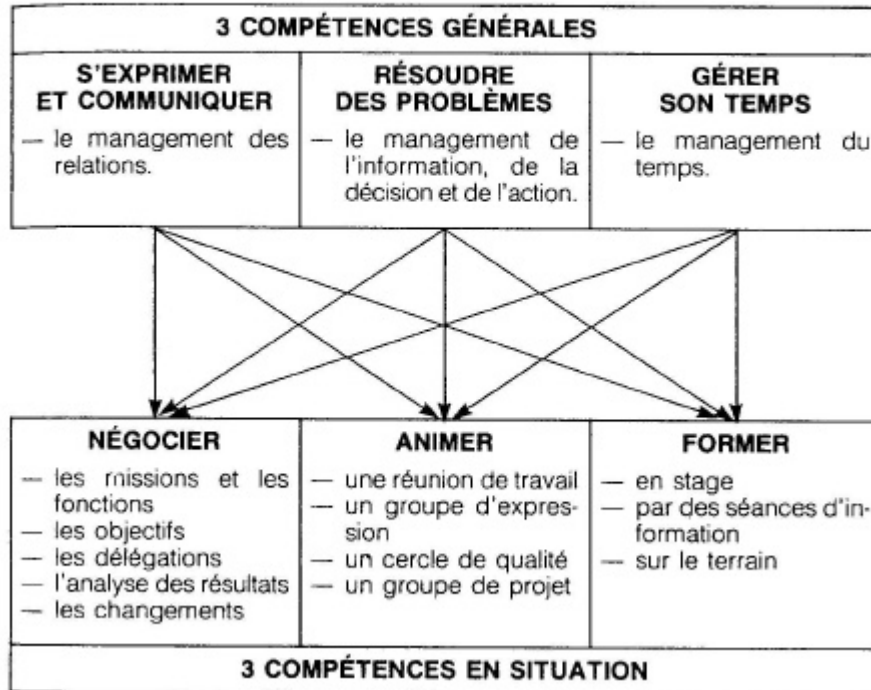 3 COMPÉTENCES GÉNÉRALES
S'EXPRIMER
ET COMMUNIQUER
— le management des
relations.
RÉSOUDRE
DES PROBLÈMES
— le management de
l'information, de la
décision et de l'action.
GÉRER
SON TEMPS
— le management du
temps.
NÉGOCIER
— les missions et les
fonctions
— les objectifs
— les délégations
— l'analyse des résultats
— les changements
ANIMER
— une réunion de travail
— un groupe d'expres-
sion
— un cercle de qualité
— un groupe de projet
FORMER
— en stage
— par des séances d'in-
formation
— sur le terrain
3 COMPÉTENCES EN SITUATION